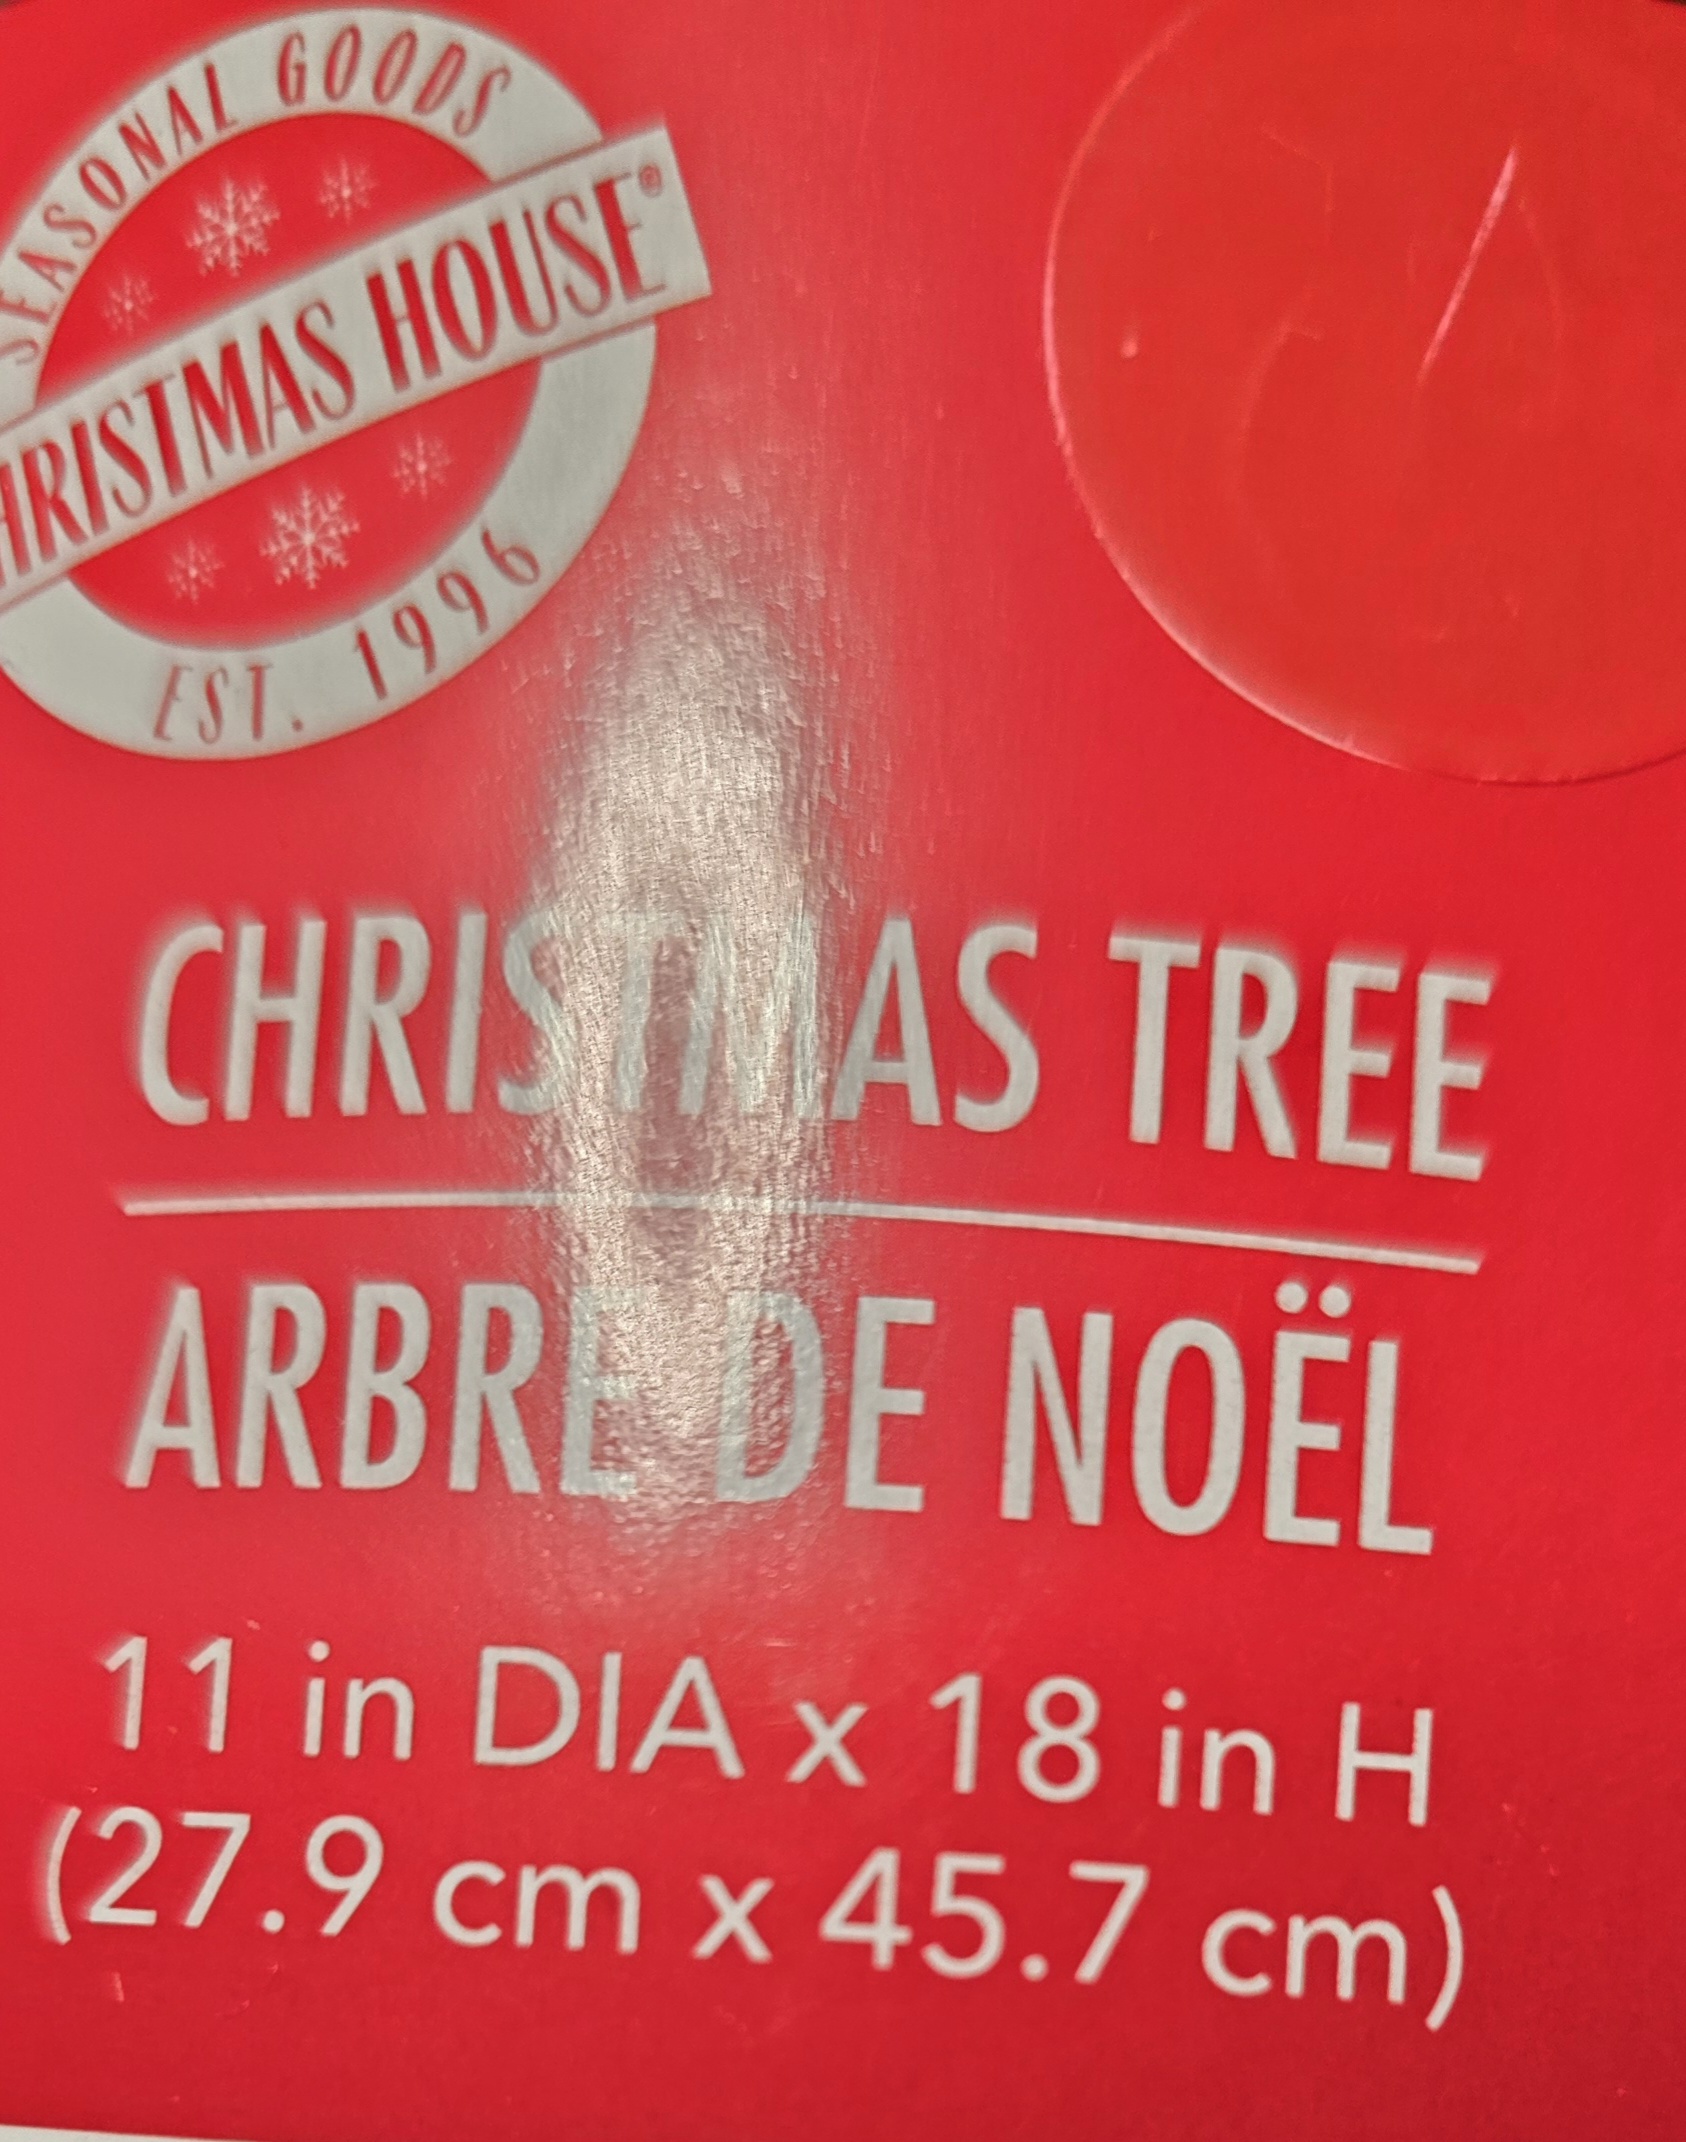 SEASONAL GOODS
CHRISTMAS HOUSE®
EST. 1996
CHRISTMAS TREE
ARBRE DE NOËL
11 in DIA x 18 in H
(27.9 cm x 45.7 cm)